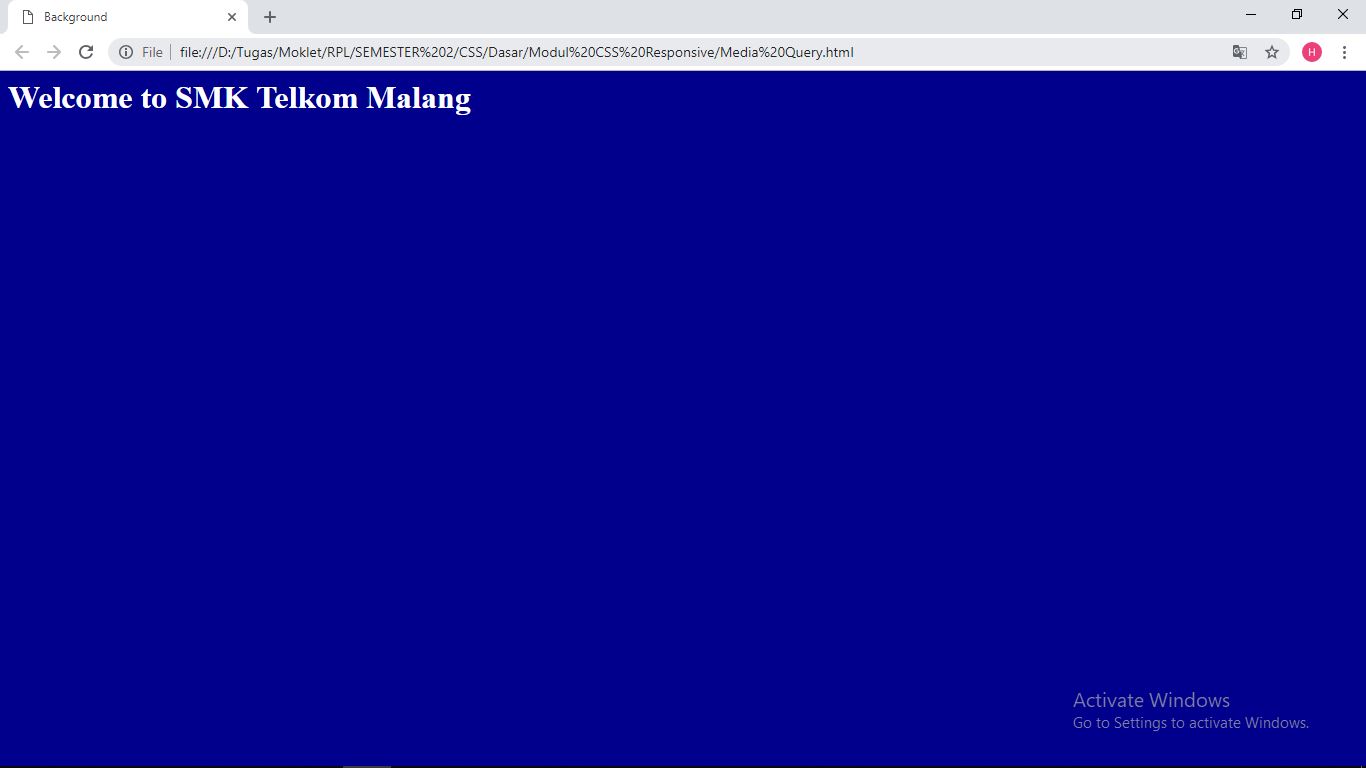 Background
File
file:///D:/Tugas/Moklet/RPL/SEMESTER%202/CSS/Dasar/Modul%20CSS%20Responsive/Media%20Query.html
H
Welcome to SMK Telkom Malang
Activate Windows
Go to Settings to activate Windows.